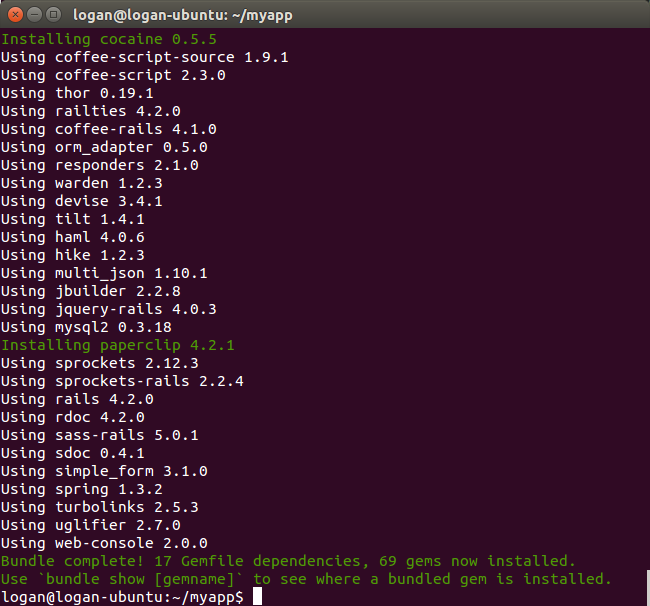 logan@logan-ubuntu: ~/myapp
Installing cocaine 0.5.5
Using coffee-script-source 1.9.1
Using coffee-script 2.3.0
Using thor 0.19.1
Using railties 4.2.0
Using coffee-rails 4.1.0
Using orm_adapter 0.5.0
Using responders 2.1.0
Using warden 1.2.3
Using devise 3.4.1
Using tilt 1.4.1
Using haml 4.0.6
Using hike 1.2.3
Using multi_json 1.10.1
Using jbuilder 2.2.8
Using jquery-rails 4.0.3
Using mysql2 0.3.18
Installing paperclip 4.2.1
Using sprockets 2.12.3
Using sprockets-rails 2.2.4
Using rails 4.2.0
Using rdoc 4.2.0
Using sass-rails 5.0.1
Using sdoc 0.4.1
Using simple_form 3.1.0
Using spring 1.3.2
Using turbolinks 2.5.3
Using uglifier 2.7.0
Using web-console 2.0.0
Bundle complete! 17 Gemfile dependencies, 69 gems now installed.
Use `bundle show [gemname]` to see where a bundled gem is installed.
logan@logan-ubuntu:~/myapp$